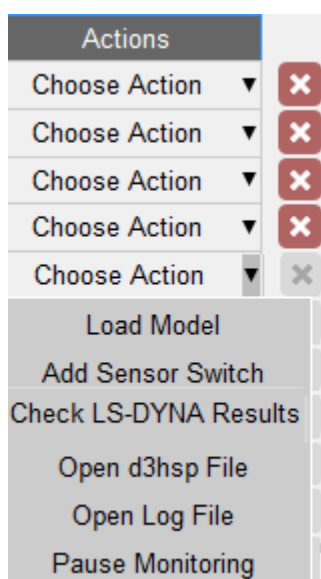 Actions
Choose Action
Choose Action
Choose Action
Choose Action
Choose Action
Load Model
Add Sensor Switch
Check LS-DYNA Results
Open d3hsp File
Open Log File
Pause Monitoring